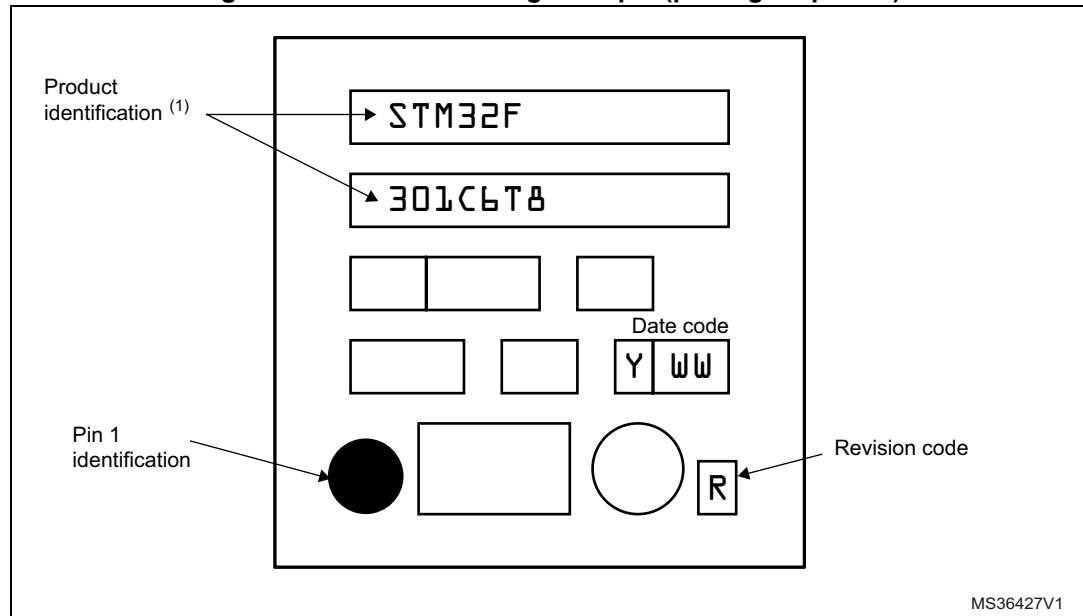 Product
identification (1)
STM32F
301C6T8
Date code
Y WW
Pin 1
identification
Revision code
R
MS36427V1